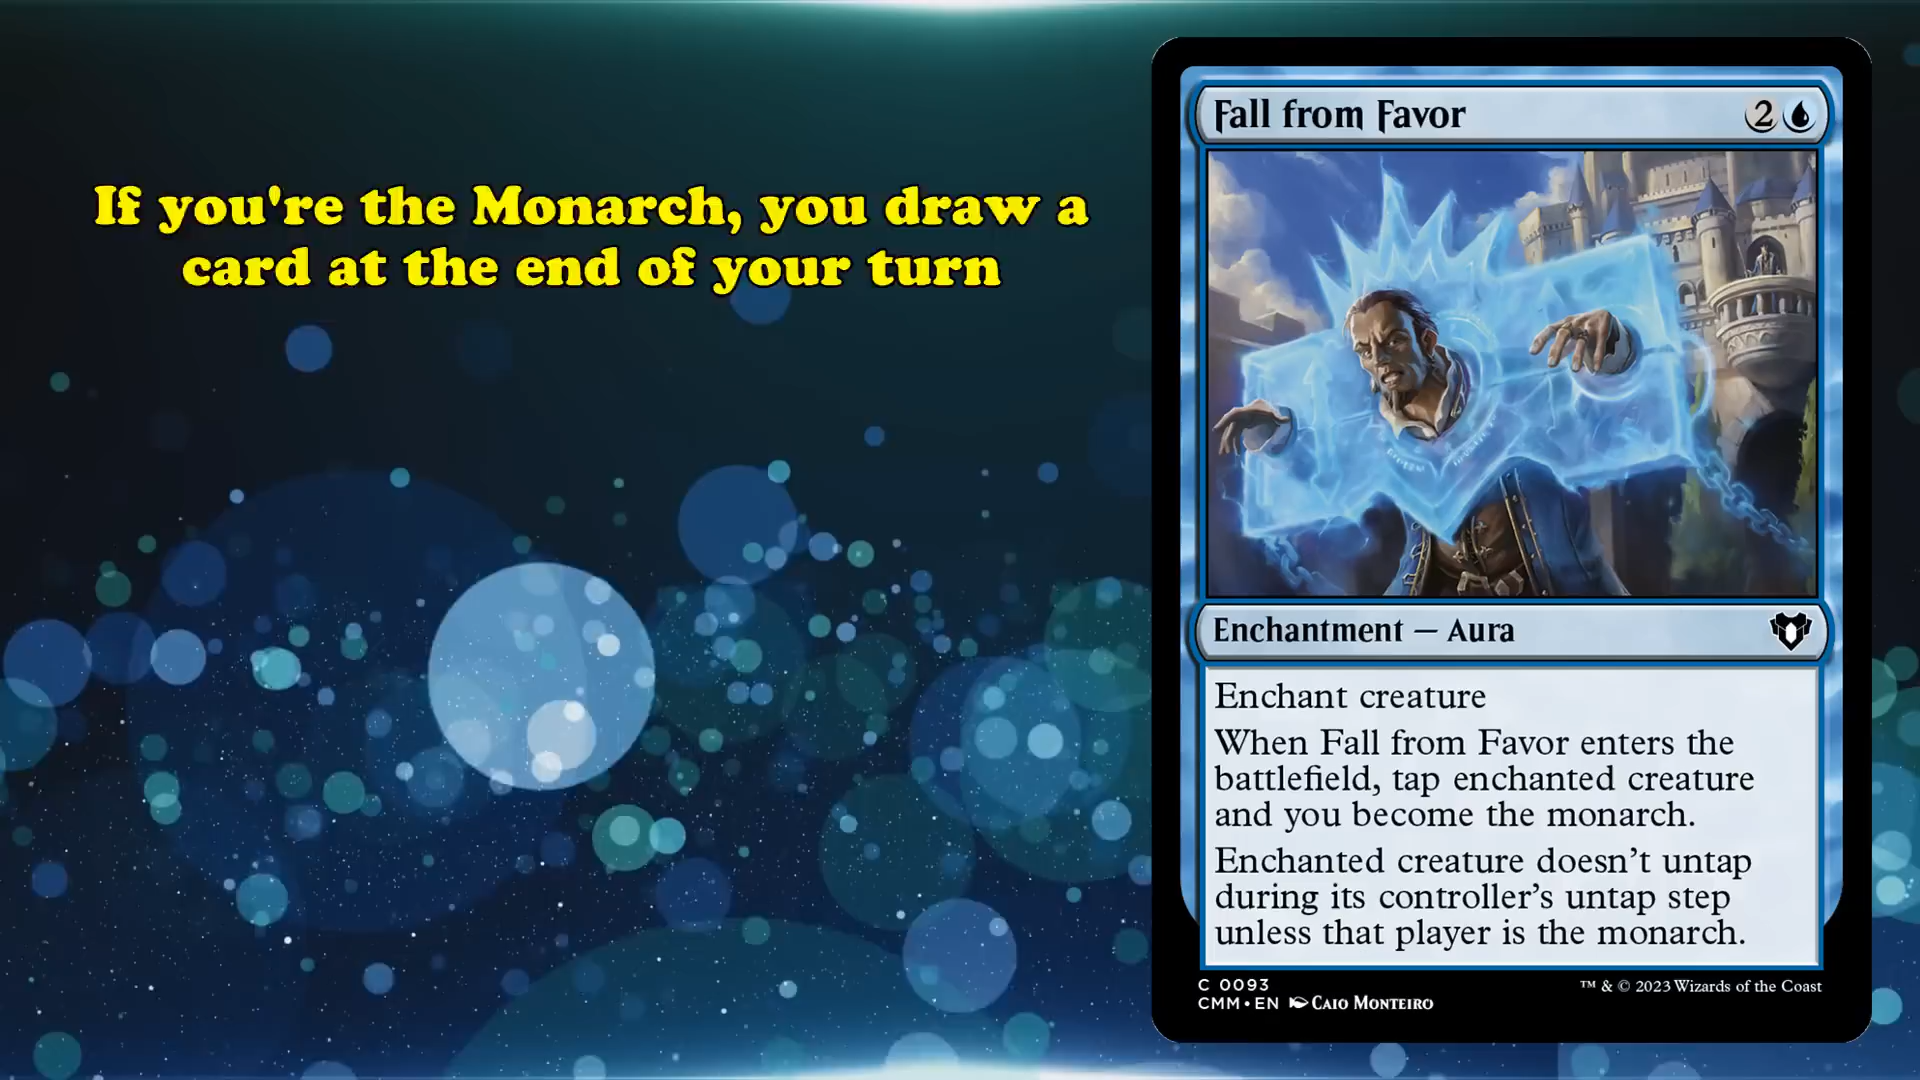 If you're the Monarch, you draw a
card at the end of your turn
Fall from Favor 2
Enchantment — Aura
Enchant creature
When Fall from Favor enters the
battlefield, tap enchanted creature
and you become the monarch.
Enchanted creature doesn't untap
during its controller's untap step
unless that player is the monarch.
C 0093
CMM • EN CAIO MONTEIRO
™ & © 2023 Wizards of the Coast